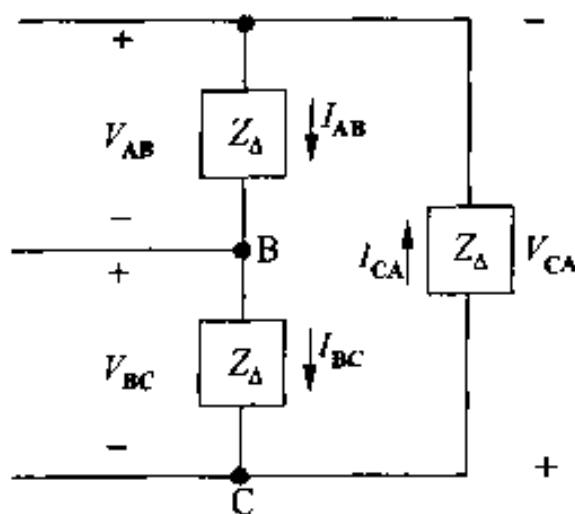 + −
V_AB Z_Δ I_AB
−
B
+
I_CA Z_Δ V_CA
V_BC Z_Δ I_BC
−
+
C